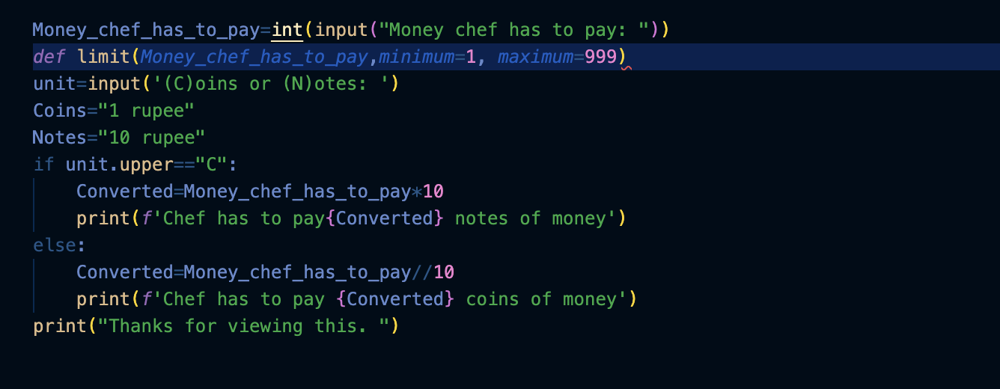 Money_chef_has_to_pay=int(input("Money chef has to pay: "))
def limit(Money_chef_has_to_pay,minimum=1, maximum=999)
unit=input('(C)oins or (N)otes: ')
Coins="1 rupee"
Notes="10 rupee"
if unit.upper=="C":
    Converted=Money_chef_has_to_pay*10
    print(f'Chef has to pay{Converted} notes of money')
else:
    Converted=Money_chef_has_to_pay//10
    print(f'Chef has to pay {Converted} coins of money')
print("Thanks for viewing this. ")